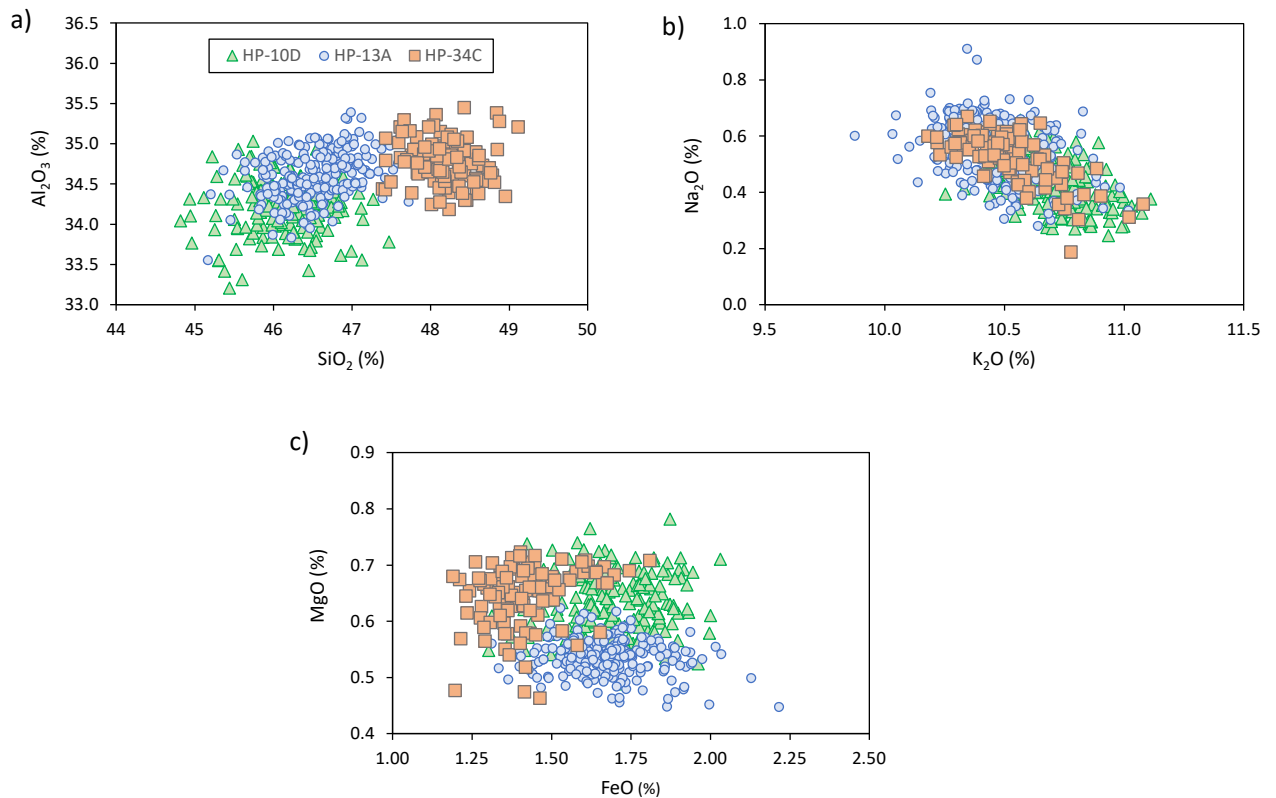 a)
36.5
36.0
35.5
35.0
34.5
34.0
33.5
33.0
Al₂O₃ (%)
HP-10D HP-13A HP-34C
44 45 46 47 48 49 50
SiO₂ (%)
b)
1.0
0.8
0.6
0.4
0.2
0.0
Na₂O (%)
9.5 10.0 10.5 11.0 11.5
K₂O (%)
c)
0.9
0.8
0.7
0.6
0.5
0.4
MgO (%)
1.00 1.25 1.50 1.75 2.00 2.25 2.50
FeO (%)